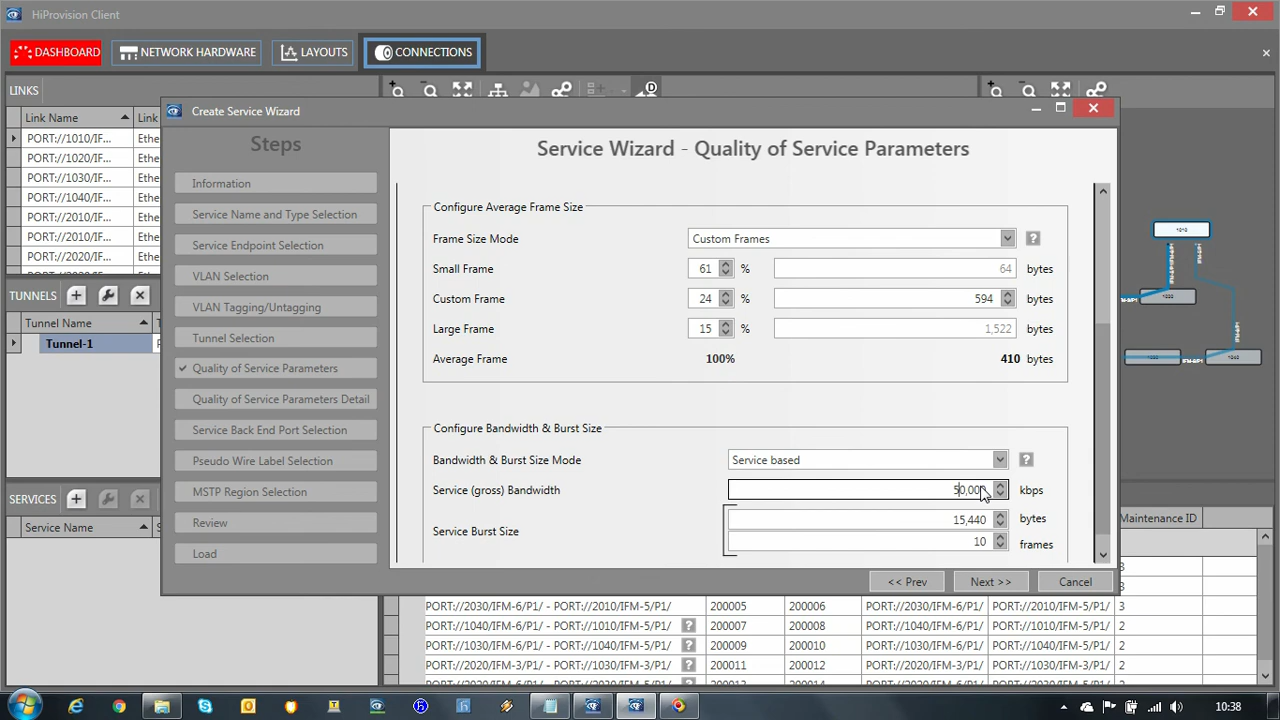 HiProvision Client
DASHBOARD
NETWORK HARDWARE
LAYOUTS
CONNECTIONS
LINKS
Link Name
Link
PORT://1010/IF... Ethe
PORT://1020/IF... Ethe
PORT://1030/IF... Ethe
PORT://1040/IF... Ethe
PORT://2010/IF... Ethe
PORT://2020/IF... Ethe
TUNNELS
Tunnel Name
Tunnel-1
SERVICES
Service Name
Create Service Wizard
Steps
Information
Service Name and Type Selection
Service Endpoint Selection
VLAN Selection
VLAN Tagging/Untagging
Tunnel Selection
Quality of Service Parameters
Quality of Service Parameters Detail
Service Back End Port Selection
Pseudo Wire Label Selection
MSTP Region Selection
Review
Load
Service Wizard - Quality of Service Parameters
Configure Average Frame Size
Frame Size Mode Custom Frames ?
Small Frame 61 % 64 bytes
Custom Frame 24 % 594 bytes
Large Frame 15 % 1,522 bytes
Average Frame 100% 410 bytes
Configure Bandwidth & Burst Size
Bandwidth & Burst Size Mode Service based ?
Service (gross) Bandwidth 50,000 kbps
Service Burst Size
15,440 bytes
10 frames
<< Prev
Next >>
Cancel
1010
Maintenance ID
3
3
PORT://2030/IFM-6/P1/ - PORT://2010/IFM-5/P1/ 200005 200006 PORT://2030/IFM-6/P1/ PORT://2010/IFM-5/P1/ 3
PORT://1040/IFM-6/P1/ - PORT://1010/IFM-5/P1/ ? 200007 200008 PORT://1040/IFM-6/P1/ PORT://1010/IFM-5/P1/ 2
PORT://1030/IFM-6/P1/ - PORT://1040/IFM-5/P1/ ? 200009 200010 PORT://1030/IFM-6/P1/ PORT://1040/IFM-5/P1/ 2
PORT://2020/IFM-3/P1/ - PORT://1030/IFM-3/P1/ ? 200011 200012 PORT://2020/IFM-3/P1/ PORT://1030/IFM-3/P1/ 2
10:38